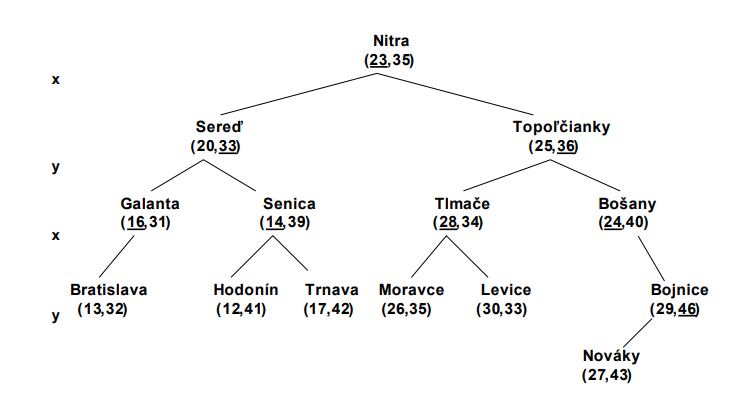 Nitra
(23,35)
x
Sereď
(20,33)
Topoľčianky
(25,36)
y
Galanta
(16,31)
Senica
(14,39)
Tlmače
(28,34)
Bošany
(24,40)
x
Bratislava
(13,32)
Hodonín
(12,41)
Trnava
(17,42)
Moravce
(26,35)
Levice
(30,33)
Bojnice
(29,46)
y
Nováky
(27,43)